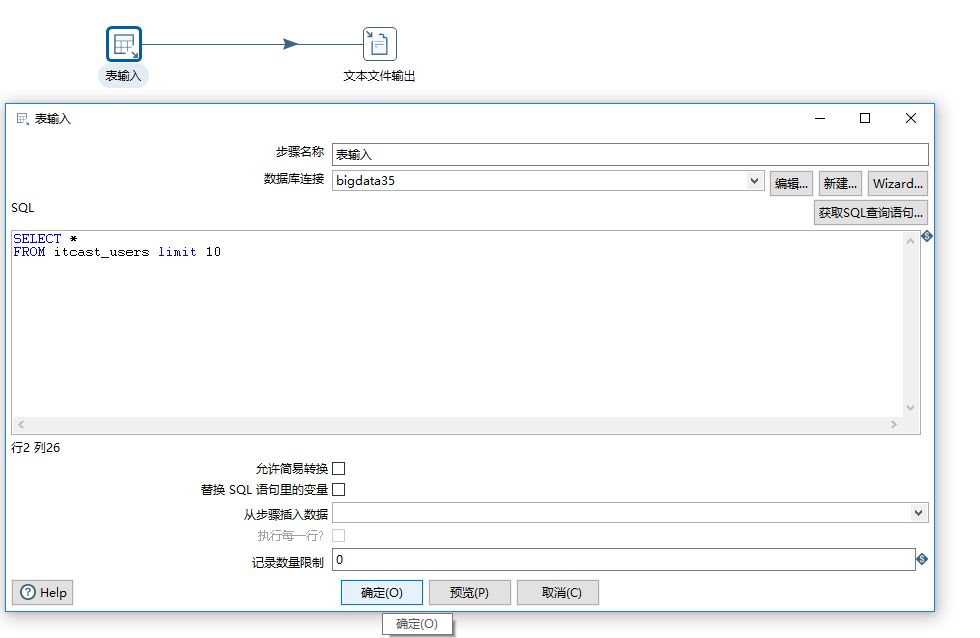 表输入
文本文件输出
表输入
步骤名称 表输入
数据库连接 bigdata35 编辑... 新建... Wizard...
SQL 获取SQL查询语句...
SELECT *
FROM itcast_users limit 10
行2 列26
允许简易转换
替换 SQL 语句里的变量
从步骤插入数据
执行每一行?
记录数量限制 0
Help 确定(O) 预览(P) 取消(C)
确定(O)